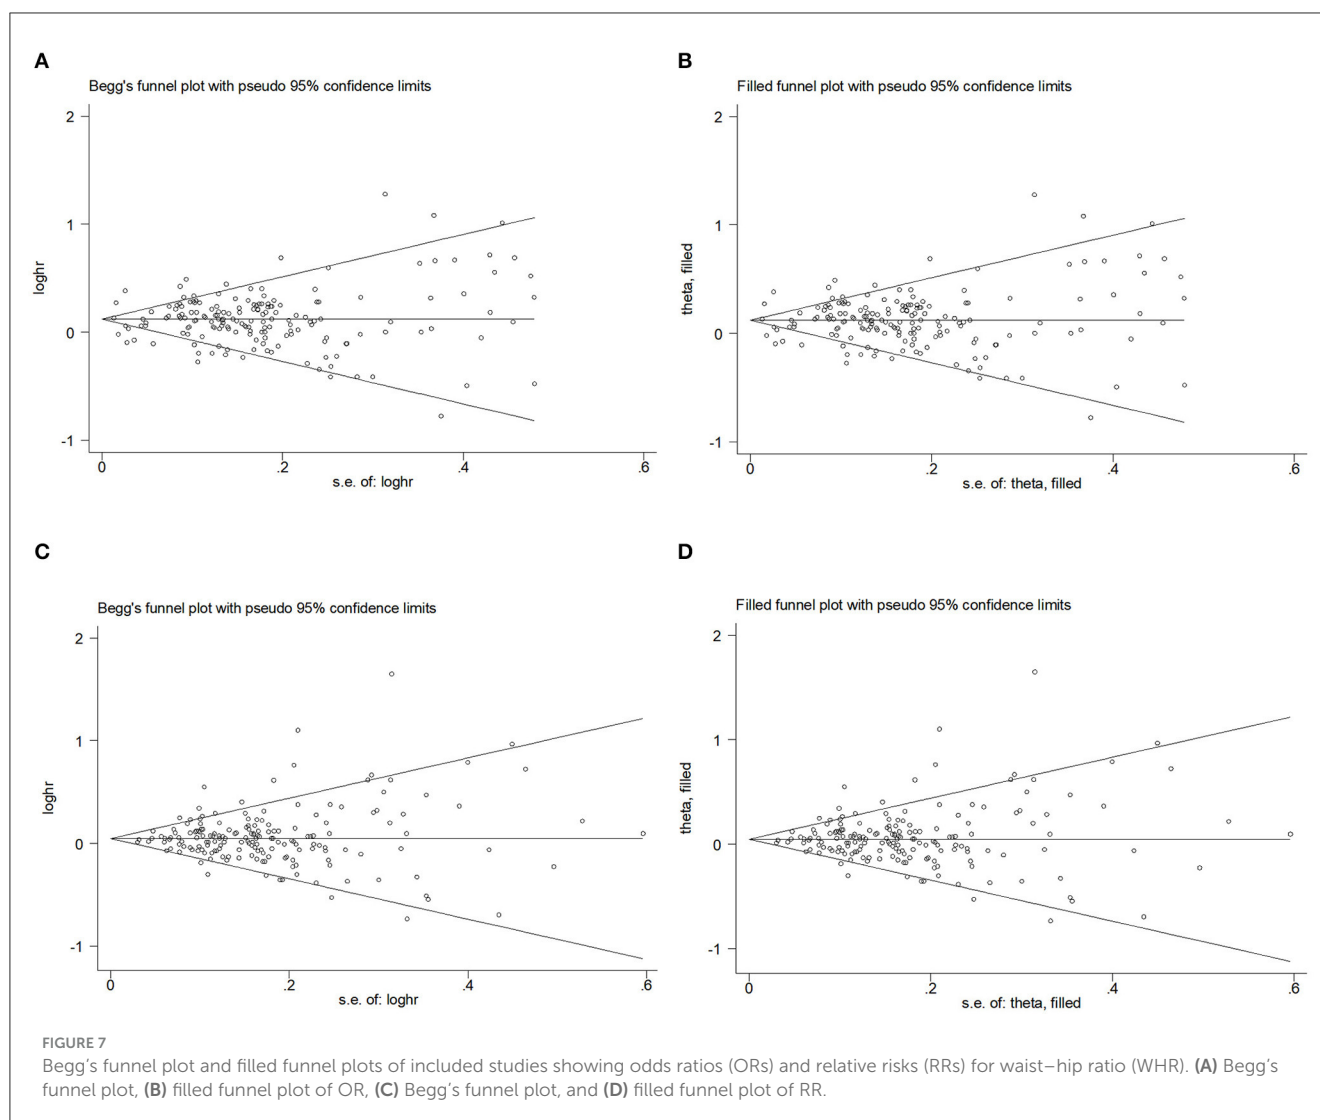 A
Begg's funnel plot with pseudo 95% confidence limits
2
1
0
-1
loghr
0 .2 .4 .6
s.e. of: loghr
B
Filled funnel plot with pseudo 95% confidence limits
2
1
0
-1
theta, filled
0 .2 .4 .6
s.e. of: theta, filled
C
Begg's funnel plot with pseudo 95% confidence limits
2
1
0
-1
loghr
0 .2 .4 .6
s.e. of: loghr
D
Filled funnel plot with pseudo 95% confidence limits
2
1
0
-1
theta, filled
0 .2 .4 .6
s.e. of: theta, filled
FIGURE 7
Begg's funnel plot and filled funnel plots of included studies showing odds ratios (ORs) and relative risks (RRs) for waist–hip ratio (WHR). (A) Begg's
funnel plot, (B) filled funnel plot of OR, (C) Begg's funnel plot, and (D) filled funnel plot of RR.